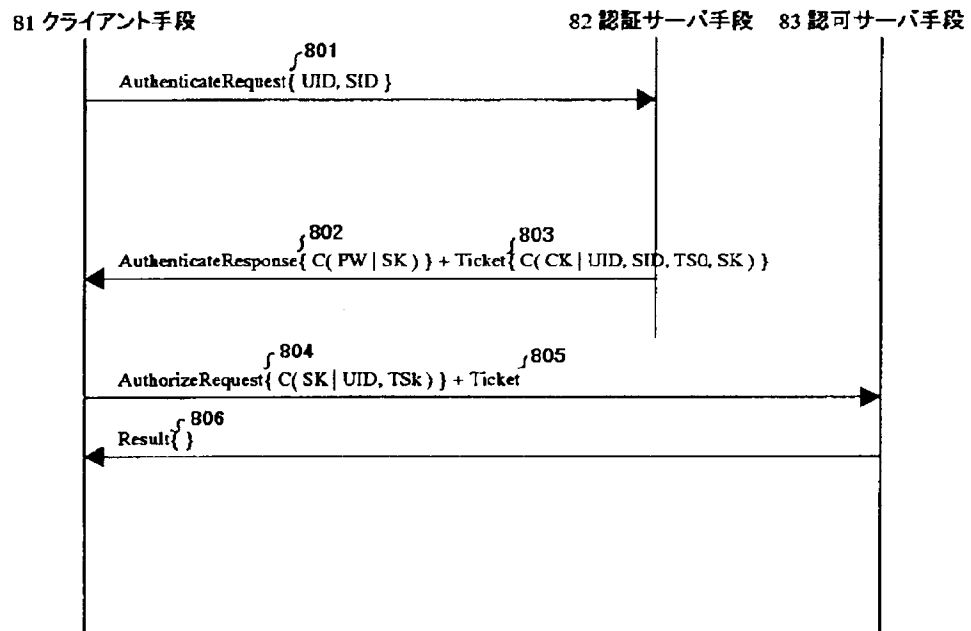 81 クライアント手段 82 認証サーバ手段 83 認可サーバ手段
801
AuthenticateRequest{ UID, SID }
802 803
AuthenticateResponse{ C( PW | SK ) } + Ticket{ C( CK | UID, SID, TS0, SK ) }
804 805
AuthorizeRequest{ C( SK | UID, TSk ) } + Ticket
806
Result{ }